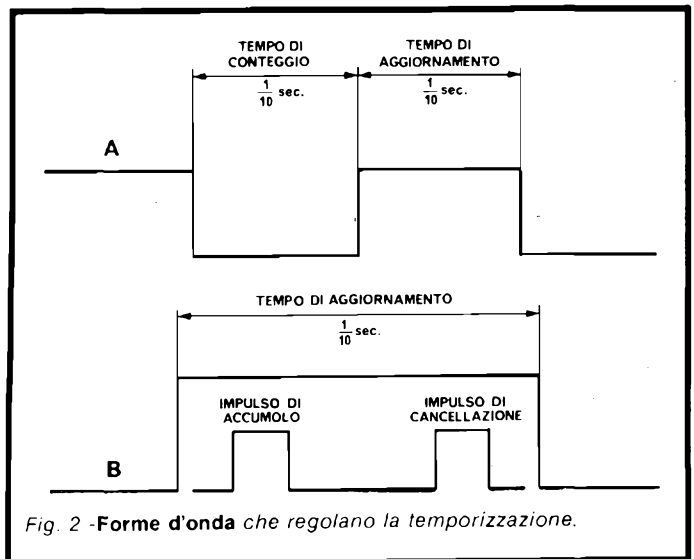 TEMPO DI
CONTEGGIO
1/10 sec.
TEMPO DI
AGGIORNAMENTO
1/10 sec.
A
TEMPO DI AGGIORNAMENTO
1/10 sec.
IMPULSO DI
ACCUMOLO
IMPULSO DI
CANCELLAZIONE
B
Fig. 2 -Forme d'onda che regolano la temporizzazione.